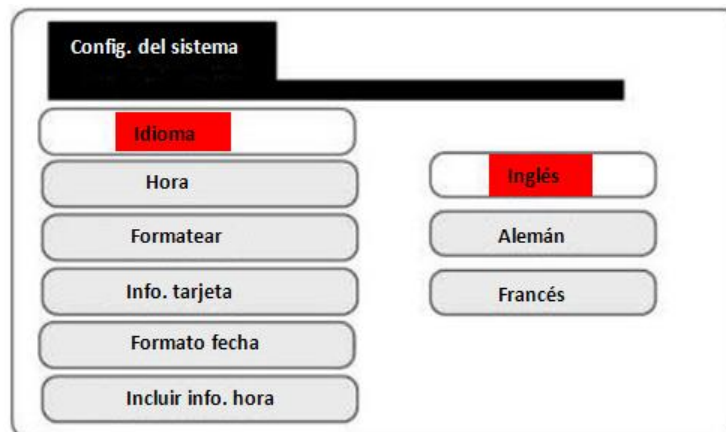 Config. del sistema
Idioma
Hora
Formatear
Info. tarjeta
Formato fecha
Incluir info. hora
Inglés
Alemán
Francés